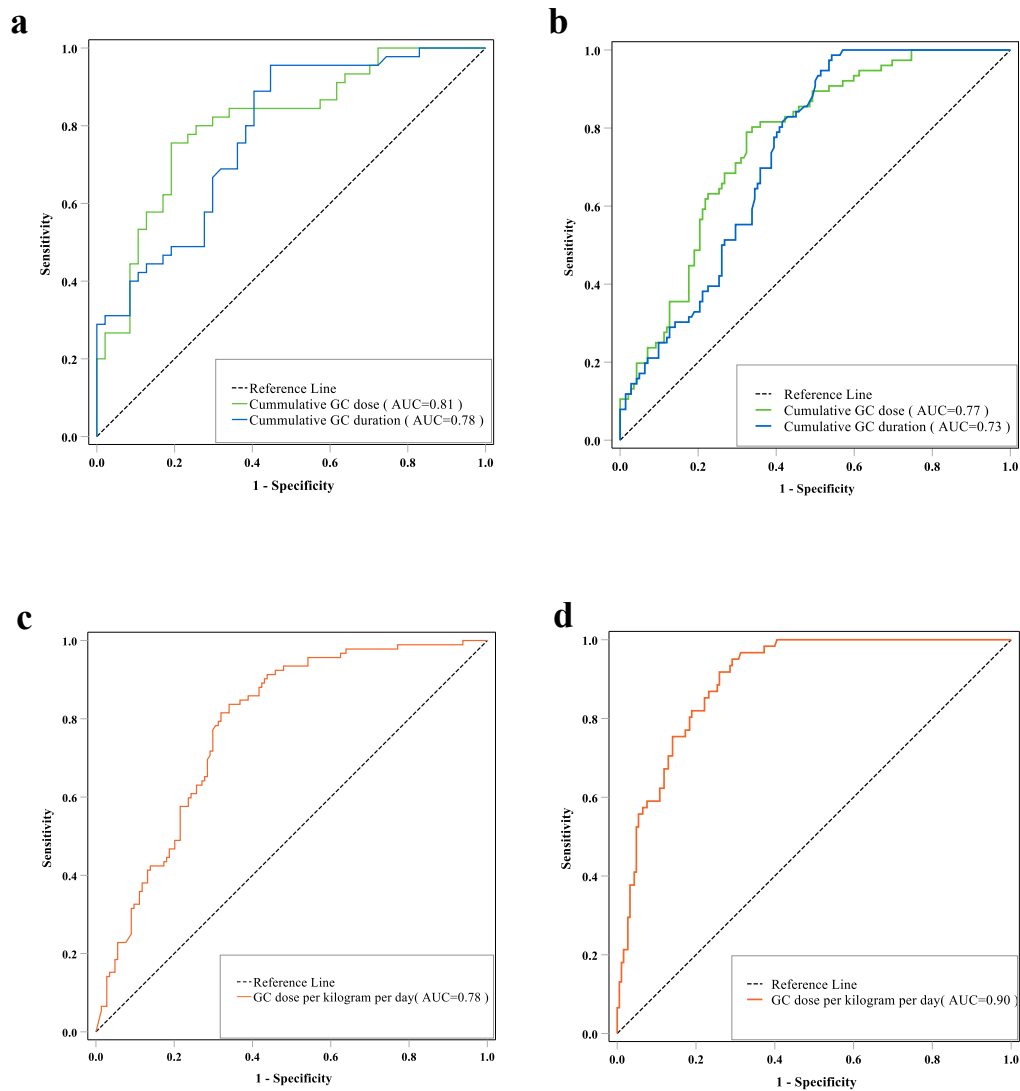 a
1.0
0.8
0.6
0.4
0.2
0.0
Sensitivity
Reference Line
Cummulative GC dose ( AUC=0.81 )
Cummulative GC duration ( AUC=0.78 )
0.0 0.2 0.4 0.6 0.8 1.0
1 - Specificity
b
1.0
0.8
0.6
0.4
0.2
0.0
Sensitivity
Reference Line
Cumulative GC dose ( AUC=0.77 )
Cumulative GC duration ( AUC=0.73 )
0.0 0.2 0.4 0.6 0.8 1.0
1 - Specificity
c
1.0
0.8
0.6
0.4
0.2
0.0
Sensitivity
Reference Line
GC dose per kilogram per day( AUC=0.78 )
0.0 0.2 0.4 0.6 0.8 1.0
1 - Specificity
d
1.0
0.8
0.6
0.4
0.2
0.0
Sensitivity
Reference Line
GC dose per kilogram per day( AUC=0.90 )
0.0 0.2 0.4 0.6 0.8 1.0
1 - Specificity